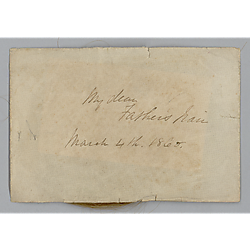 My dear
Father's hair
March 4th. 1860.